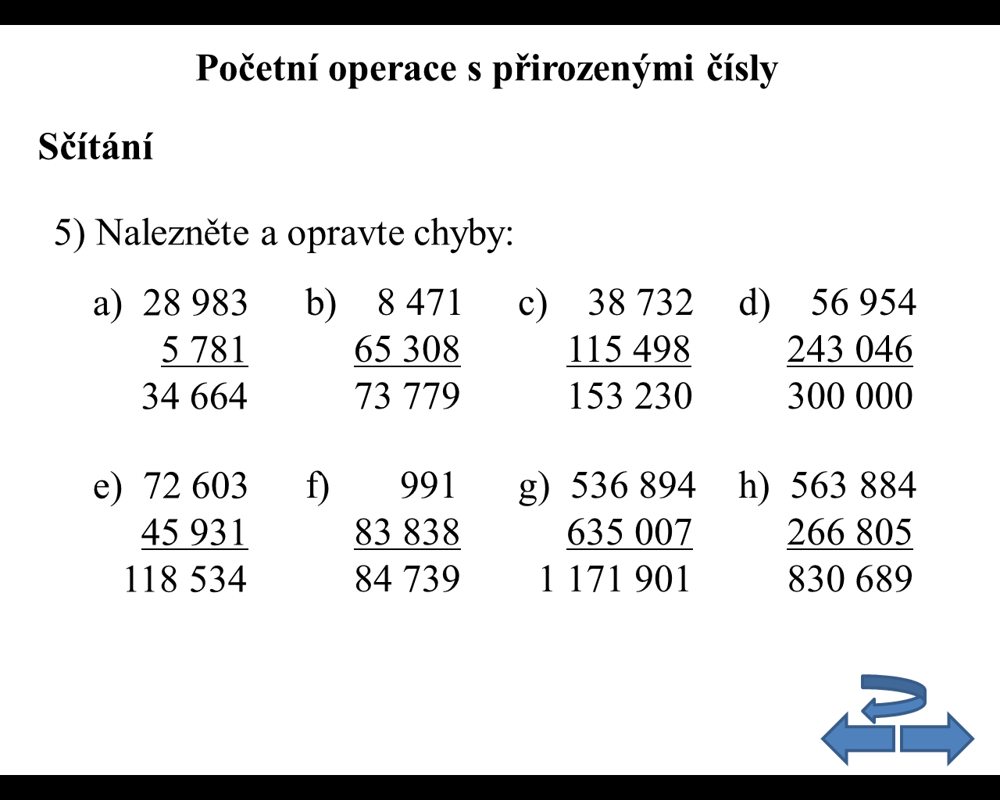 Početní operace s přirozenými čísly
Sčítání
5) Nalezněte a opravte chyby:
a) 28 983 b) 8 471 c) 38 732 d) 56 954
5 781 65 308 115 498 243 046
34 664 73 779 153 230 300 000
e) 72 603 f) 991 g) 536 894 h) 563 884
45 931 83 838 635 007 266 805
118 534 84 739 1 171 901 830 689